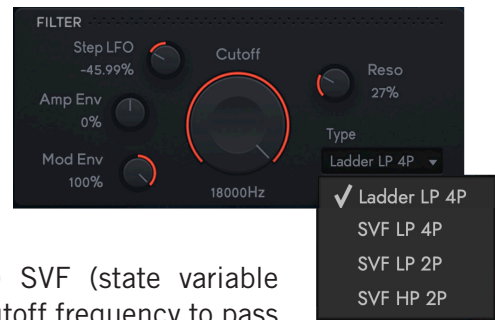 FILTER
Step LFO
-45.99%
Cutoff
Reso
27%
Amp Env
0%
Type
Mod Env
100%
Ladder LP 4P
18000Hz
Ladder LP 4P
SVF LP 4P
SVF LP 2P
SVF HP 2P
SVF (state variable
frequency to pass